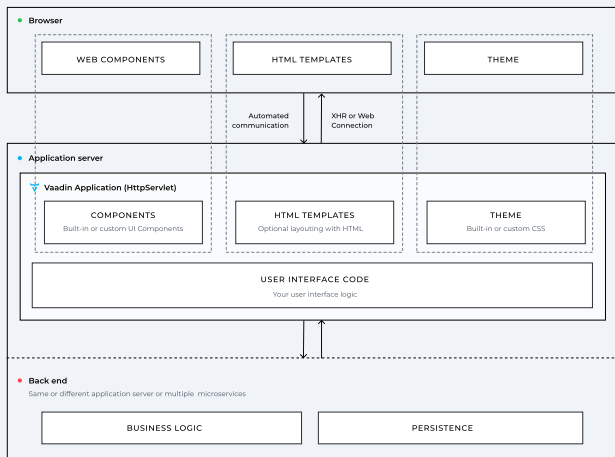 Browser
WEB COMPONENTS
HTML TEMPLATES
THEME
Automated
communication
XHR or Web
Connection
Application server
Vaadin Application (HttpServlet)
COMPONENTS
Built-in or custom UI Components
HTML TEMPLATES
Optional layouting with HTML
THEME
Built-in or custom CSS
USER INTERFACE CODE
Your user interface logic
Back end
Same or different application server or multiple microservices
BUSINESS LOGIC
PERSISTENCE